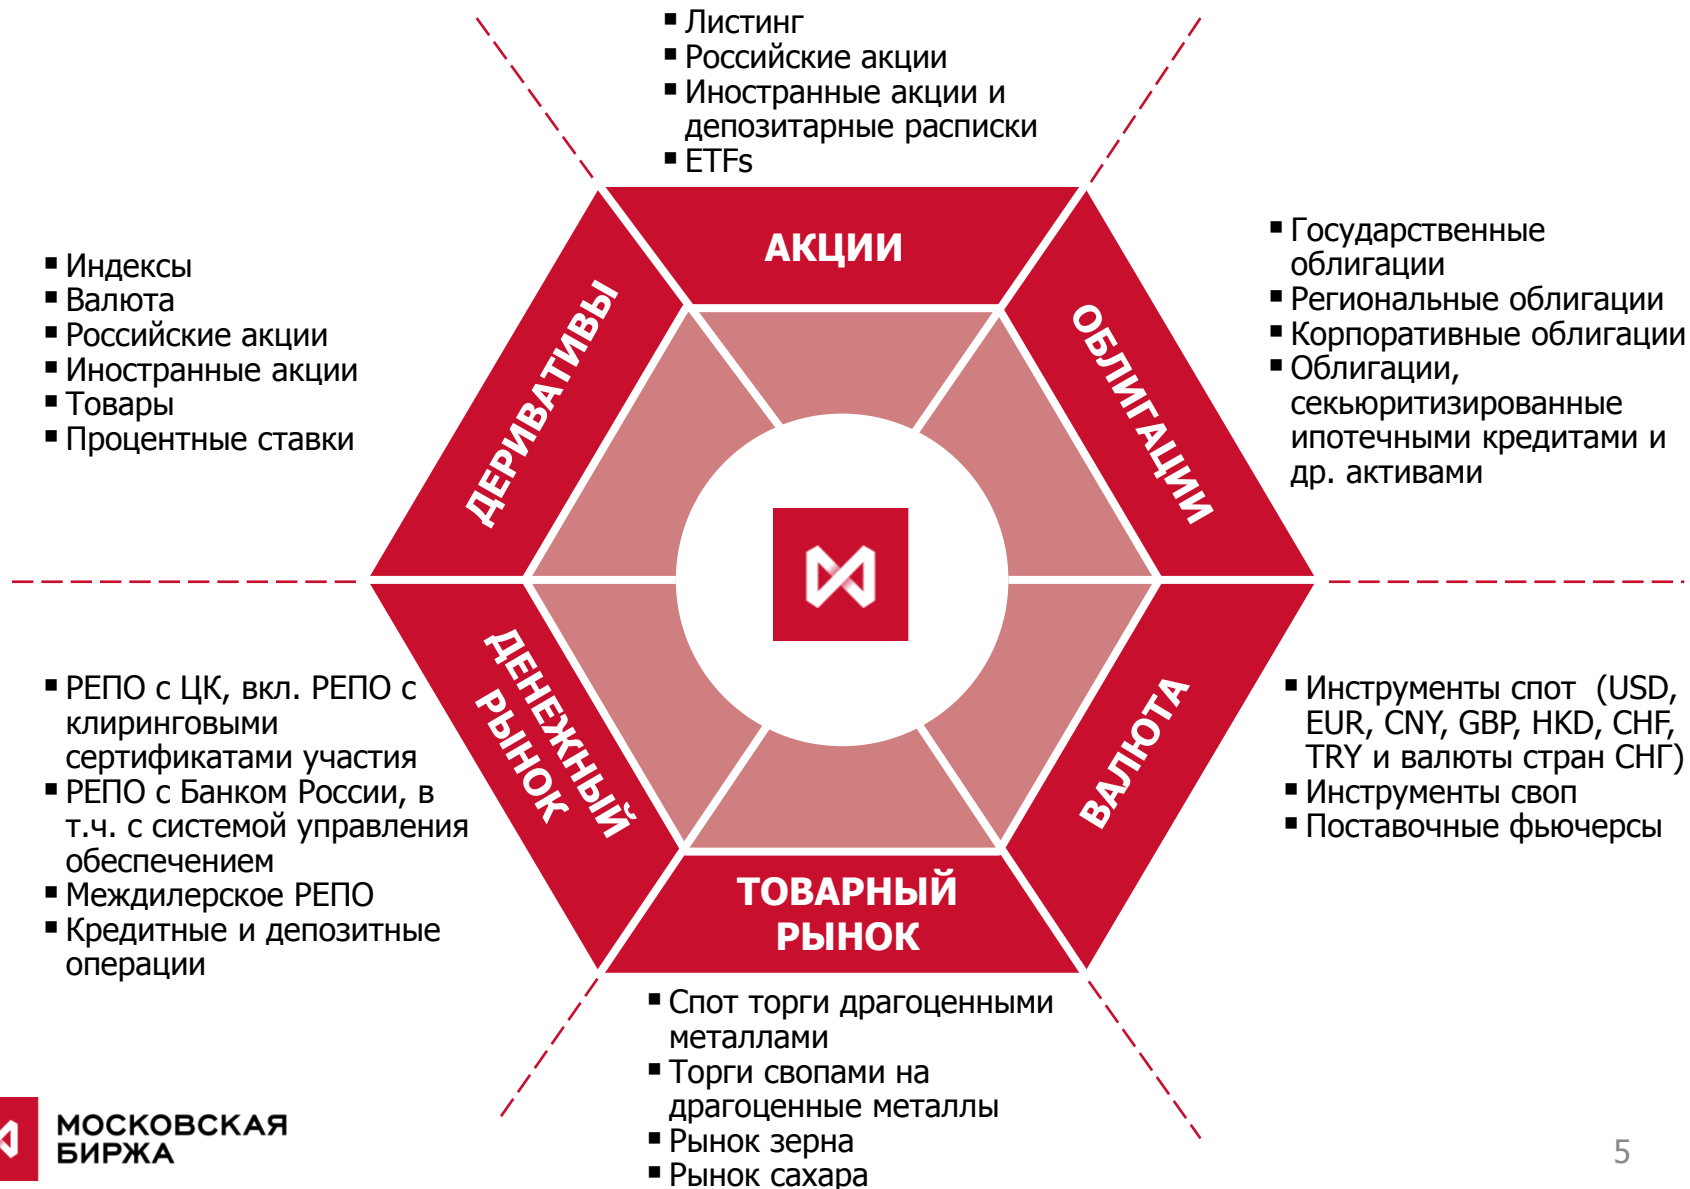 ▪ Листинг
▪ Российские акции
▪ Иностранные акции и
депозитарные расписки
▪ ETFs
АКЦИИ
▪ Государственные
облигации
▪ Региональные облигации
▪ Корпоративные облигации
▪ Облигации,
секьюритизированные
ипотечными кредитами и
др. активами
ОБЛИГАЦИИ
▪ Индексы
▪ Валюта
▪ Российские акции
▪ Иностранные акции
▪ Товары
▪ Процентные ставки
ДЕРИВАТИВЫ
▪ РЕПО с ЦК, вкл. РЕПО с
клиринговыми
сертификатами участия
▪ РЕПО с Банком России, в
т.ч. с системой управления
обеспечением
▪ Междилерское РЕПО
▪ Кредитные и депозитные
операции
ДЕНЕЖНЫЙ
РЫНОК
ВАЛЮТА
▪ Инструменты спот (USD,
EUR, CNY, GBP, HKD, CHF,
TRY и валюты стран СНГ)
▪ Инструменты своп
▪ Поставочные фьючерсы
ТОВАРНЫЙ
РЫНОК
▪ Спот торги драгоценными
металлами
▪ Торги свопами на
драгоценные металлы
▪ Рынок зерна
▪ Рынок сахара
МОСКОВСКАЯ
БИРЖА
5